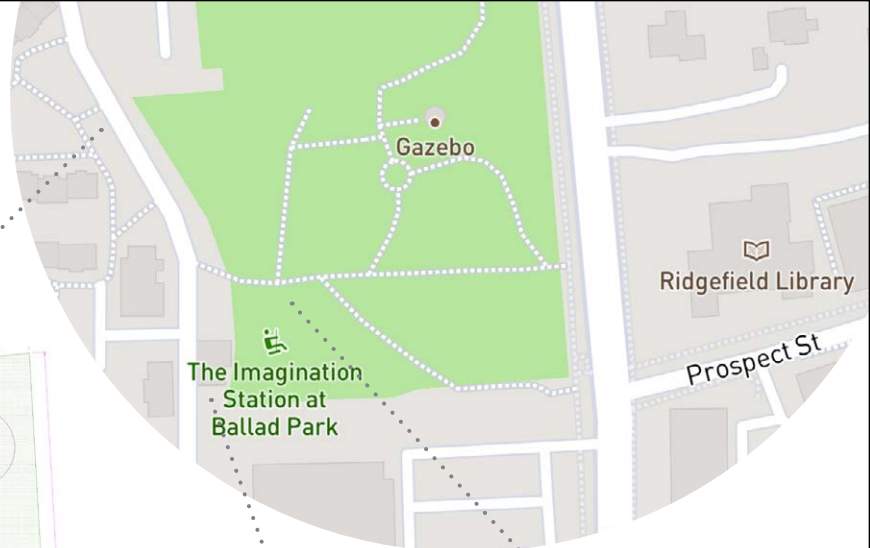 Gazebo
Ridgefield Library
Prospect St
The Imagination
Station at
Ballad Park